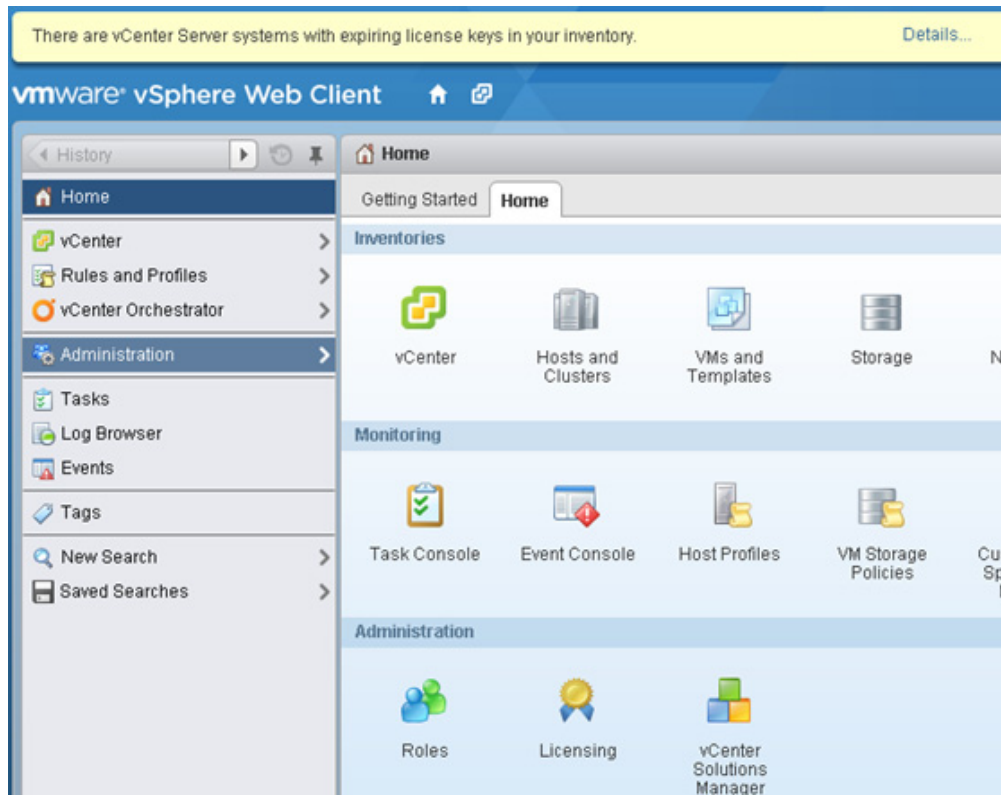 There are vCenter Server systems with expiring license keys in your inventory. Details...
vmware® vSphere Web Client
History
Home
Home
Getting Started Home
Inventories
vCenter
Rules and Profiles
vCenter Orchestrator
Administration
Tasks
Log Browser
Events
Tags
New Search
Saved Searches
vCenter
Hosts and
Clusters
VMs and
Templates
Storage
Monitoring
Task Console
Event Console
Host Profiles
VM Storage
Policies
Administration
Roles
Licensing
vCenter
Solutions
Manager